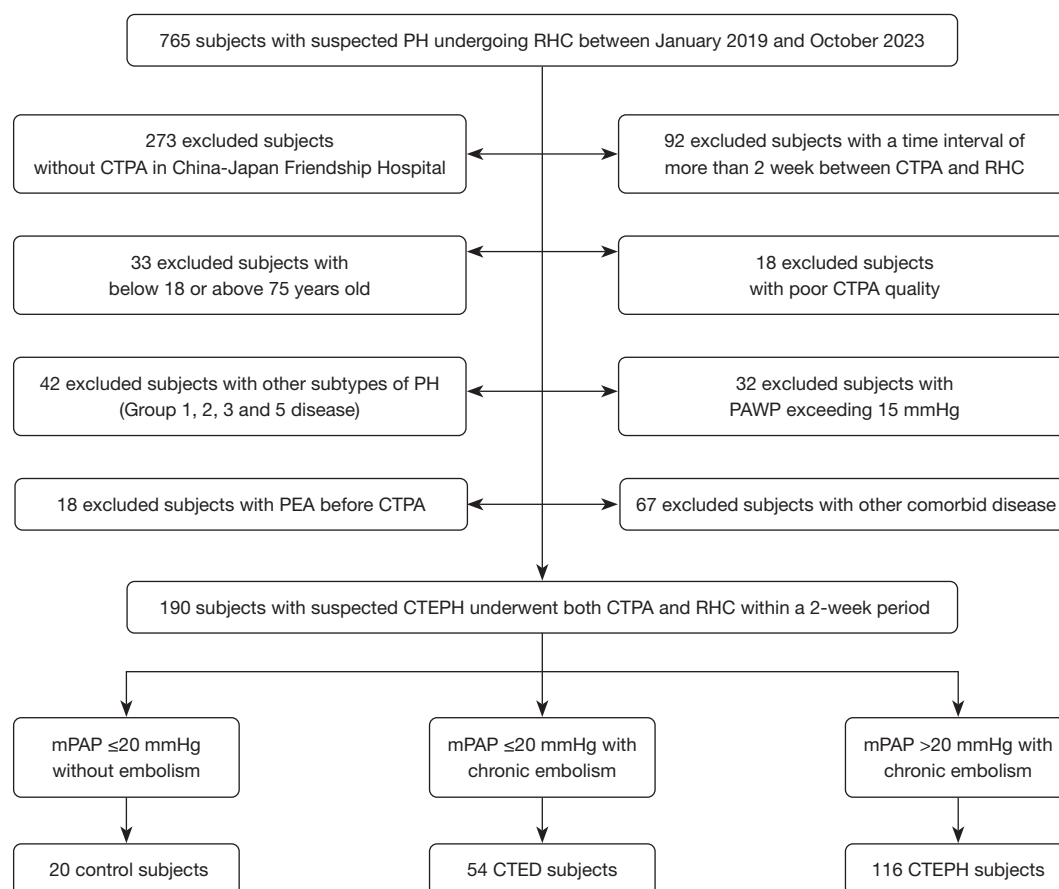 765 subjects with suspected PH undergoing RHC between January 2019 and October 2023
273 excluded subjects
without CTPA in China-Japan Friendship Hospital
92 excluded subjects with a time interval of
more than 2 week between CTPA and RHC
33 excluded subjects with
below 18 or above 75 years old
18 excluded subjects
with poor CTPA quality
42 excluded subjects with other subtypes of PH
(Group 1, 2, 3 and 5 disease)
32 excluded subjects with
PAWP exceeding 15 mmHg
18 excluded subjects with PEA before CTPA
67 excluded subjects with other comorbid disease
190 subjects with suspected CTEPH underwent both CTPA and RHC within a 2-week period
mPAP ≤20 mmHg
without embolism
mPAP ≤20 mmHg with
chronic embolism
mPAP >20 mmHg with
chronic embolism
20 control subjects
54 CTED subjects
116 CTEPH subjects